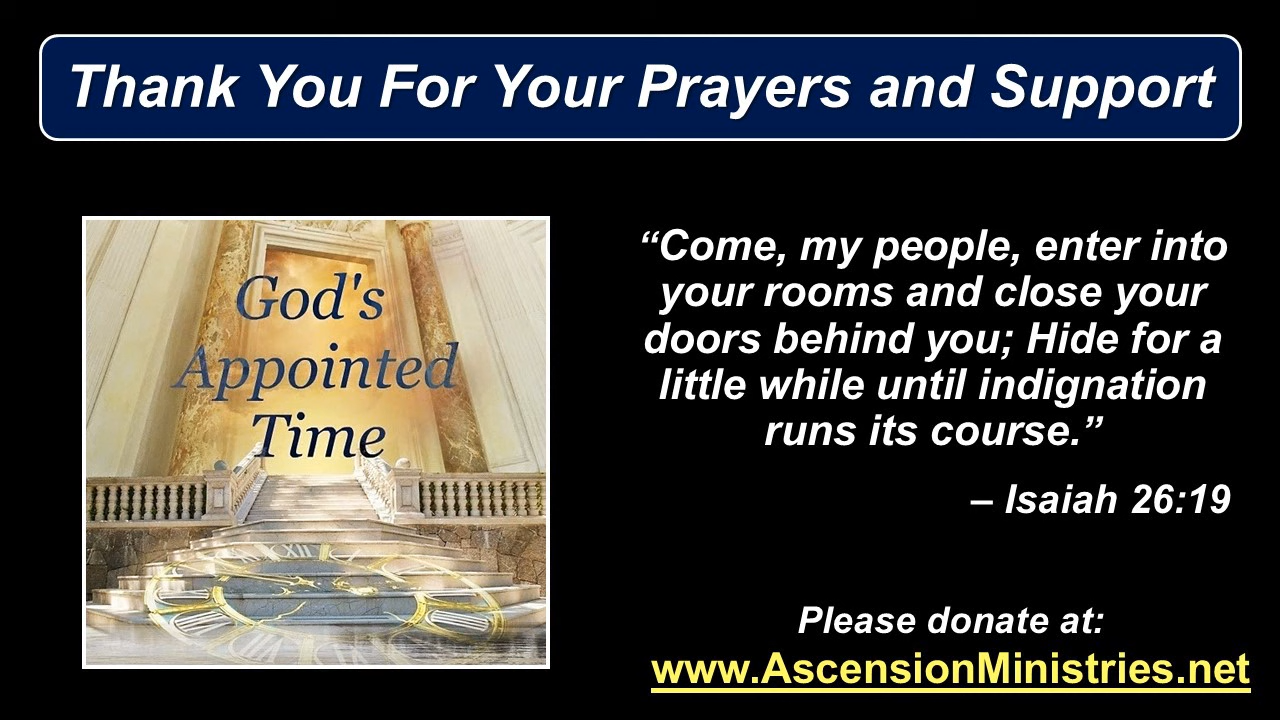 Thank You For Your Prayers and Support
God's
Appointed
Time
XII
“Come, my people, enter into
your rooms and close your
doors behind you; Hide for a
little while until indignation
runs its course.”
– Isaiah 26:19
Please donate at:
www.AscensionMinistries.net